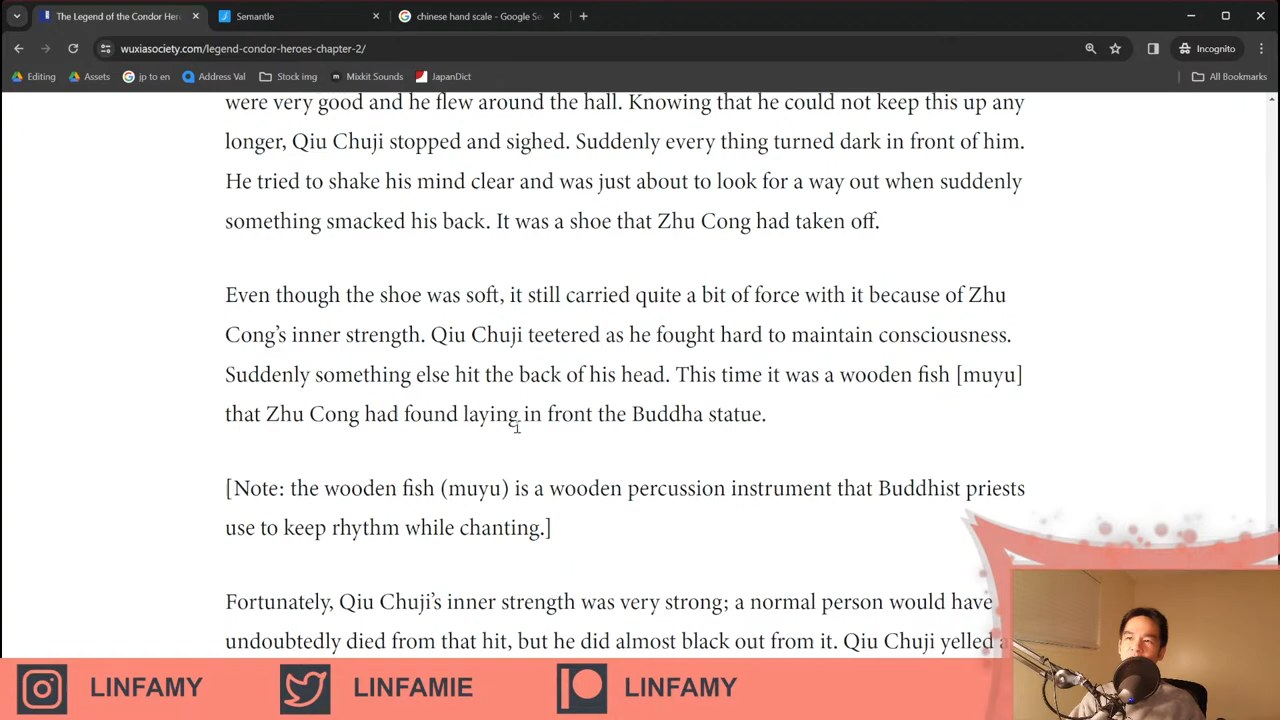 The Legend of the Condor Her
Semantle
chinese hand scale - Google Se
wuxiasociety.com/legend-condor-heroes-chapter-2/
Incognito
Editing
Assets
jp to en
Address Val
Stock img
Mixkit Sounds
JapanDict
All Bookmarks
were very good and he flew around the hall. Knowing that he could not keep this up any
longer, Qiu Chuji stopped and sighed. Suddenly every thing turned dark in front of him.
He tried to shake his mind clear and was just about to look for a way out when suddenly
something smacked his back. It was a shoe that Zhu Cong had taken off.
Even though the shoe was soft, it still carried quite a bit of force with it because of Zhu
Cong’s inner strength. Qiu Chuji teetered as he fought hard to maintain consciousness.
Suddenly something else hit the back of his head. This time it was a wooden fish [muyu]
that Zhu Cong had found laying in front the Buddha statue.
[Note: the wooden fish (muyu) is a wooden percussion instrument that Buddhist priests
use to keep rhythm while chanting.]
Fortunately, Qiu Chuji’s inner strength was very strong; a normal person would have
undoubtedly died from that hit, but he did almost black out from it. Qiu Chuji yelled
LINFAMY
LINFAMIE
LINFAMY